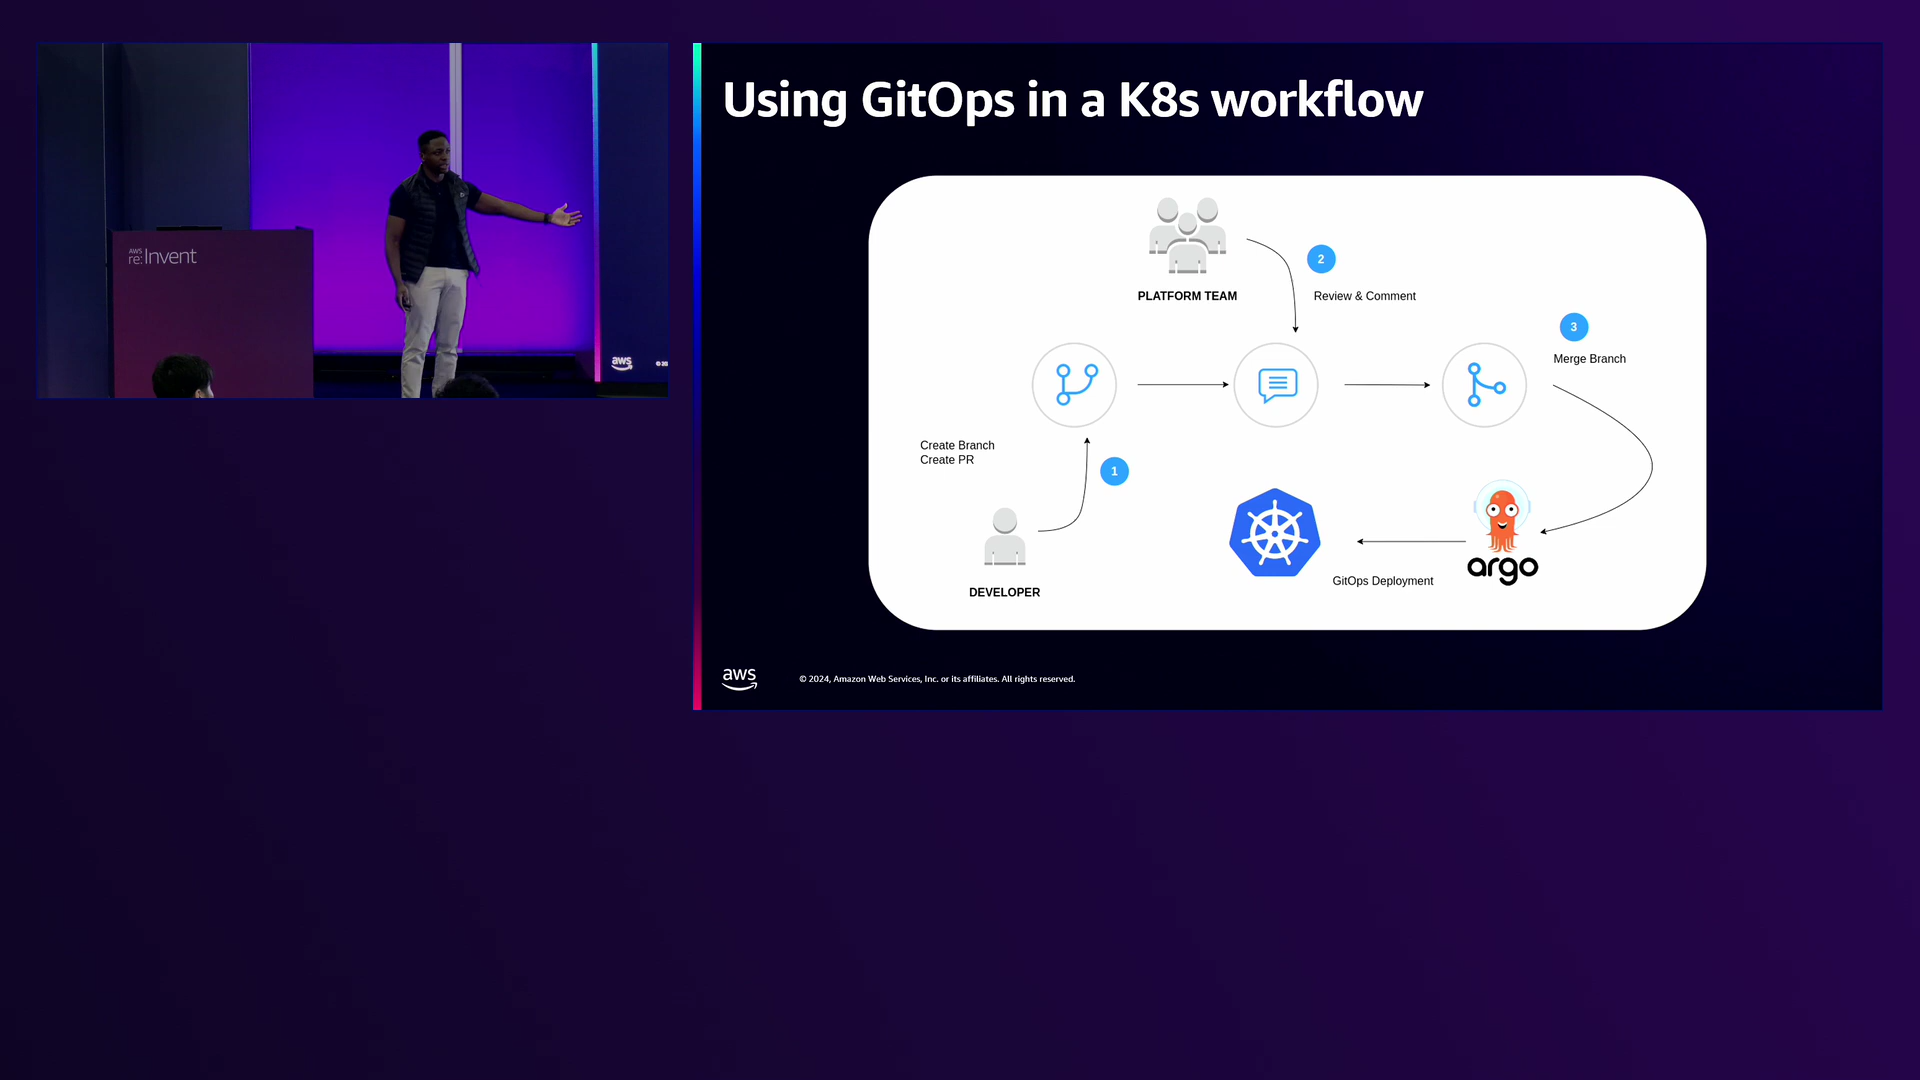 AWS
re:Invent
aws
Using GitOps in a K8s workflow
PLATFORM TEAM
2
Review & Comment
3
Merge Branch
Create Branch
Create PR
1
DEVELOPER
GitOps Deployment
argo
aws
© 2024, Amazon Web Services, Inc. or its affiliates. All rights reserved.